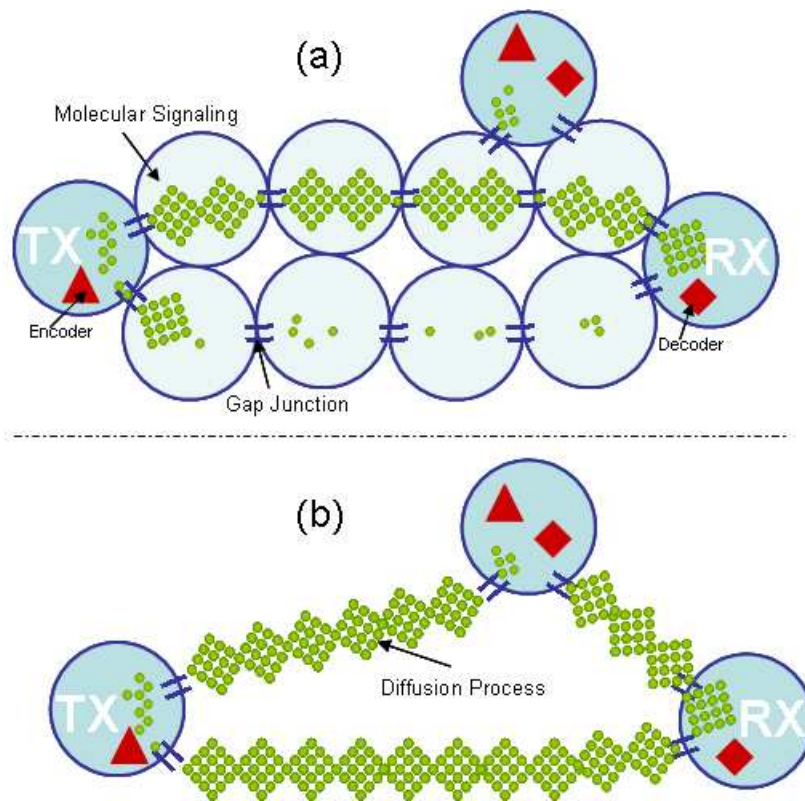 (a)
Molecular Signaling
TX
RX
Encoder
Decoder
Gap Junction
(b)
Diffusion Process
TX
RX